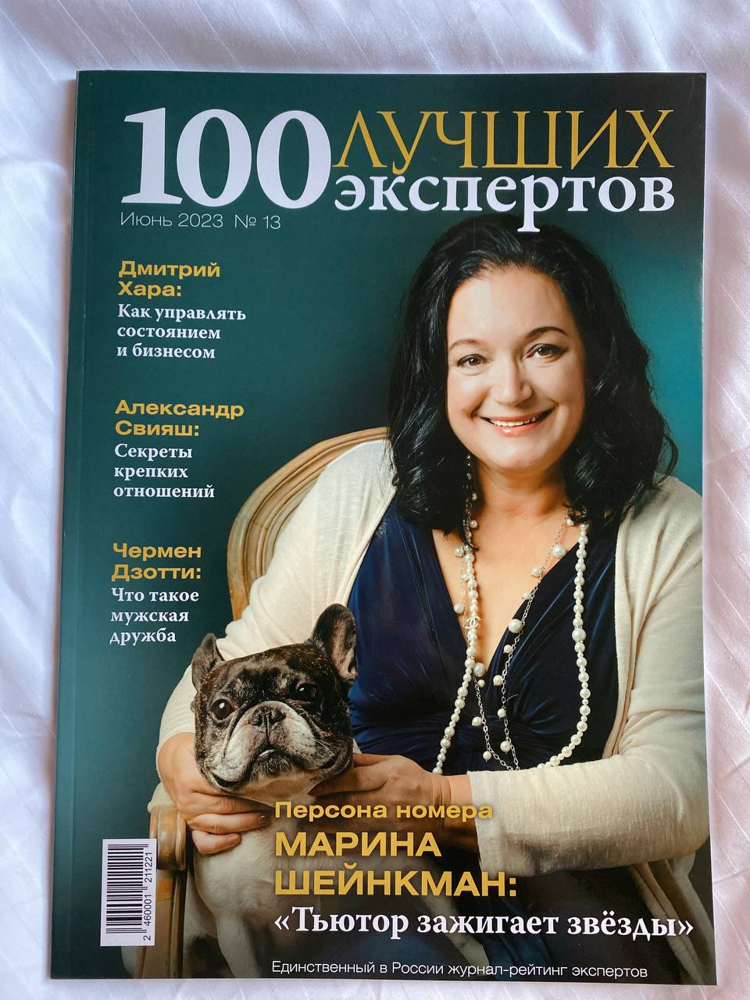 100 ЛУЧШИХ
экспертов
Июнь 2023 № 13
Дмитрий
Хара:
Как управлять
состоянием
и бизнесом
Александр
Свияш:
Секреты
крепких
отношений
Чермен
Дзотти:
Что такое
мужская
дружба
Персона номера
МАРИНА
ШЕЙНКМАН:
«Тьютор зажигает звёзды»
2 460001 211221
Единственный в России журнал-рейтинг экспертов